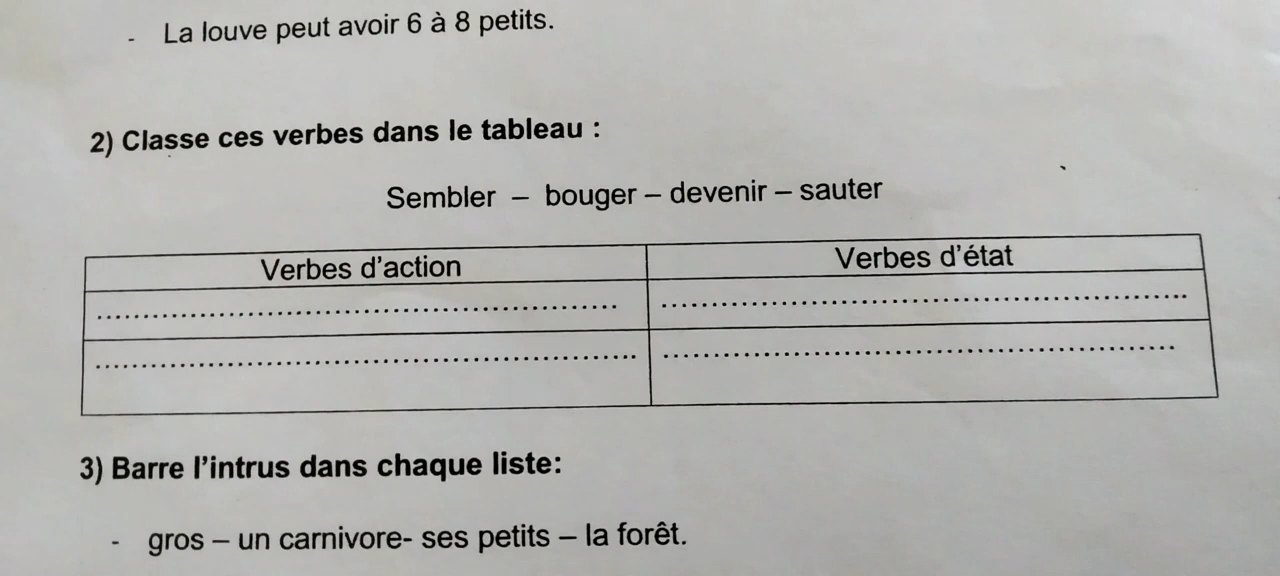 - La louve peut avoir 6 à 8 petits.
2) Classe ces verbes dans le tableau :
Sembler – bouger – devenir – sauter
Verbes d'action Verbes d'état
3) Barre l'intrus dans chaque liste:
- gros – un carnivore- ses petits – la forêt.